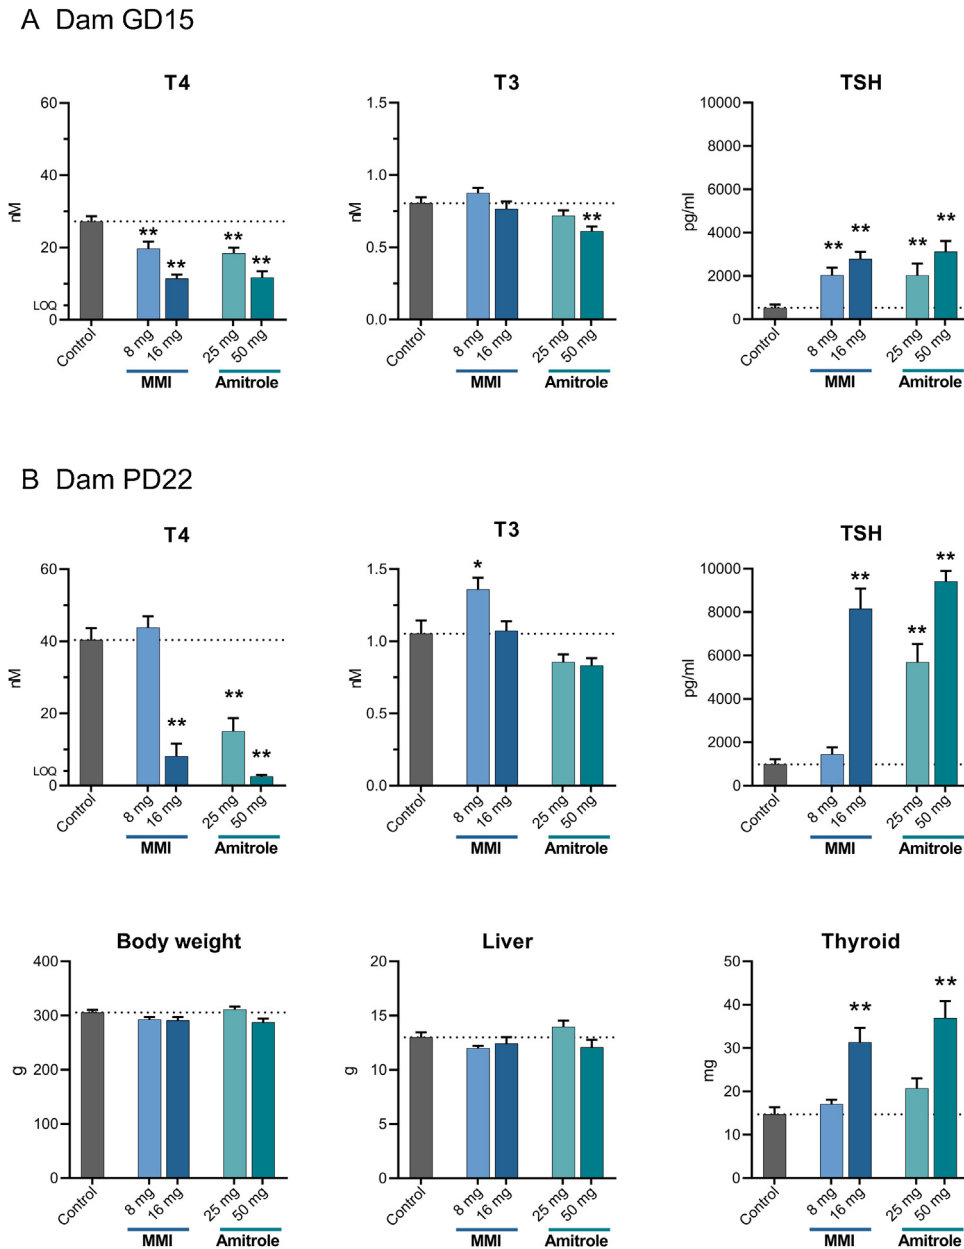 A Dam GD15
T4
60
40
20
LOQ
0
nM
**
**
**
**
Control
8 mg
16 mg
25 mg
50 mg
MMI
Amitrole
T3
1.5
1.0
0.5
0.0
nM
**
Control
8 mg
16 mg
25 mg
50 mg
MMI
Amitrole
TSH
10000
8000
6000
4000
2000
0
pg/ml
**
**
**
**
Control
8 mg
16 mg
25 mg
50 mg
MMI
Amitrole
B Dam PD22
T4
60
40
20
LOQ
0
nM
**
**
**
Control
8 mg
16 mg
25 mg
50 mg
MMI
Amitrole
T3
1.5
1.0
0.5
0.0
nM
*
Control
8 mg
16 mg
25 mg
50 mg
MMI
Amitrole
TSH
10000
8000
6000
4000
2000
0
pg/ml
**
**
**
Control
8 mg
16 mg
25 mg
50 mg
MMI
Amitrole
Body weight
400
300
200
100
0
g
Control
8 mg
16 mg
25 mg
50 mg
MMI
Amitrole
Liver
20
15
10
5
0
g
Control
8 mg
16 mg
25 mg
50 mg
MMI
Amitrole
Thyroid
50
40
30
20
10
0
mg
**
**
Control
8 mg
16 mg
25 mg
50 mg
MMI
Amitrole